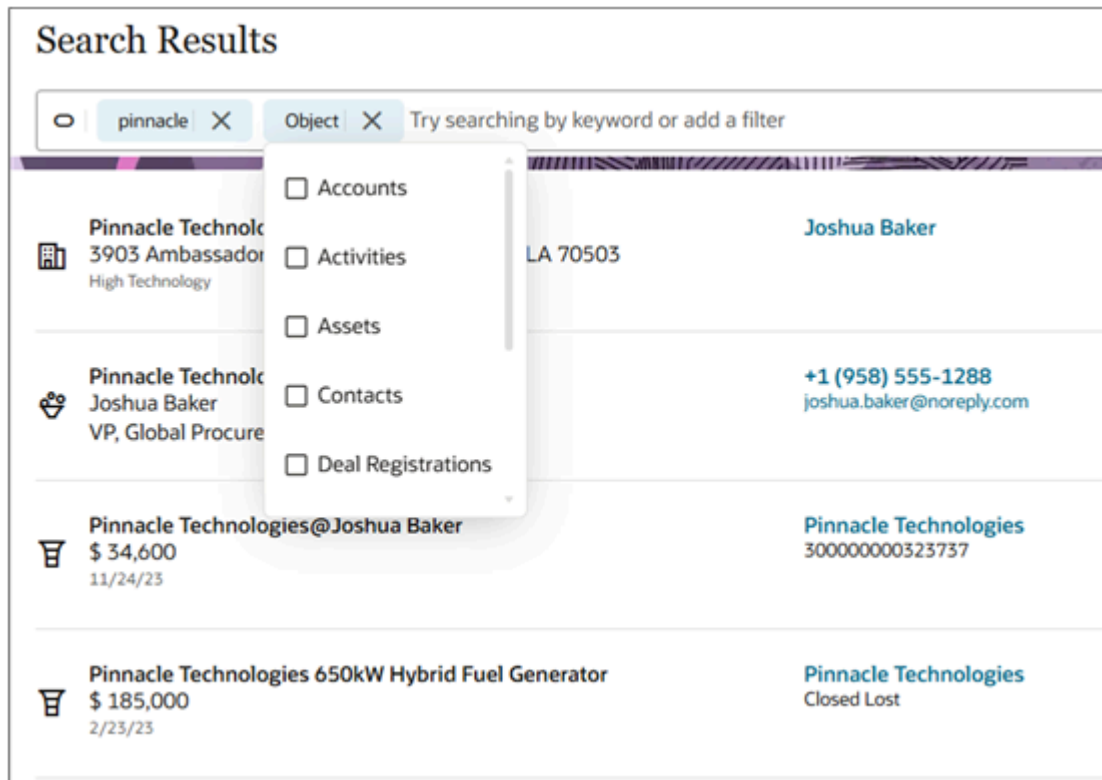 Search Results
pinnacle Object Try searching by keyword or add a filter
Accounts
Activities
Assets
Contacts
Deal Registrations
Pinnacle Joshua Baker
3903 Ambassador LA 70503
High Technology
Pinnacle +1 (958) 555-1288
Joshua Baker joshua.baker@noreply.com
VP, Global
Pinnacle Technologies@Joshua Baker Pinnacle Technologies
$ 34,600 300000000323737
11/24/23
Pinnacle Technologies 650kW Hybrid Fuel Generator Pinnacle Technologies
$ 185,000 Closed Lost
2/23/23